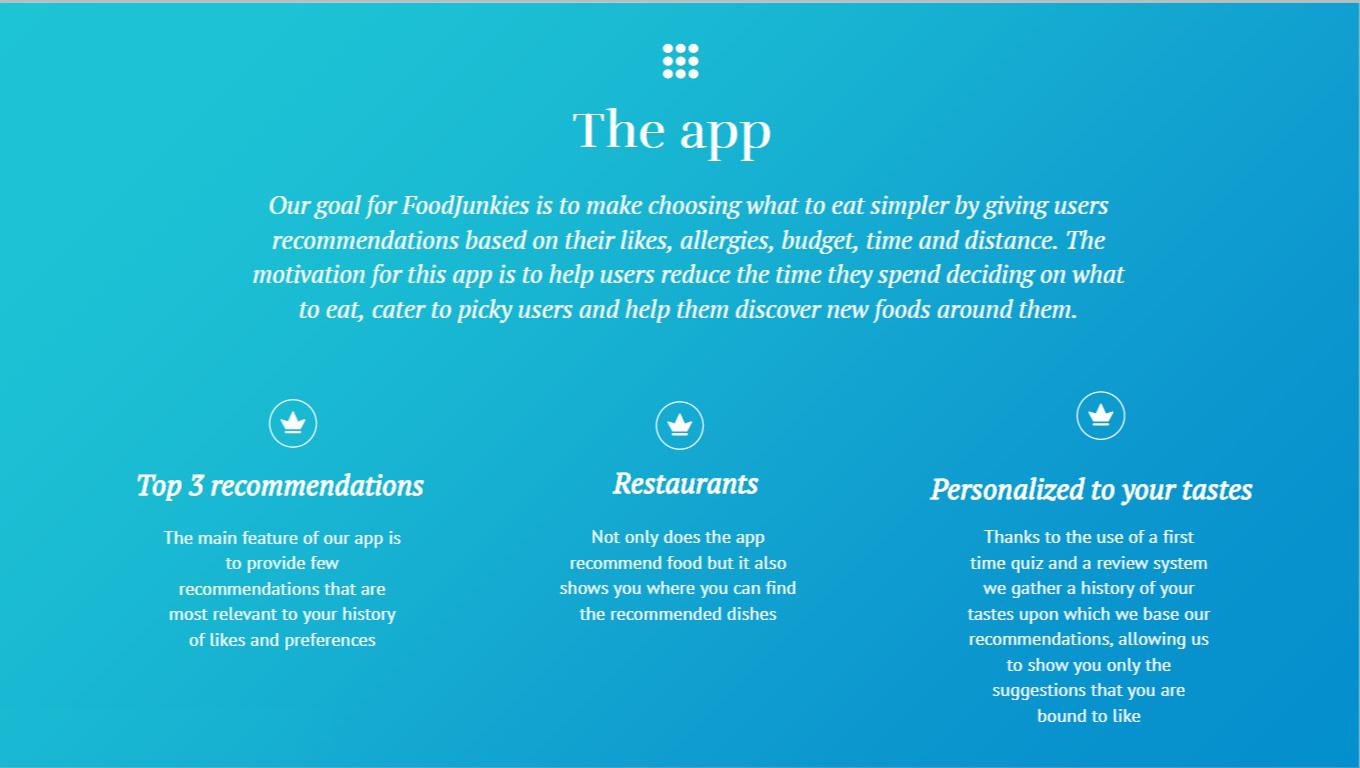 The app
Our goal for FoodJunkies is to make choosing what to eat simpler by giving users
recommendations based on their likes, allergies, budget, time and distance. The
motivation for this app is to help users reduce the time they spend deciding on what
to eat, cater to picky users and help them discover new foods around them.
Top 3 recommendations
The main feature of our app is
to provide few
recommendations that are
most relevant to your history
of likes and preferences
Restaurants
Not only does the app
recommend food but it also
shows you where you can find
the recommended dishes
Personalized to your tastes
Thanks to the use of a first
time quiz and a review system
we gather a history of your
tastes upon which we base our
recommendations, allowing us
to show you only the
suggestions that you are
bound to like